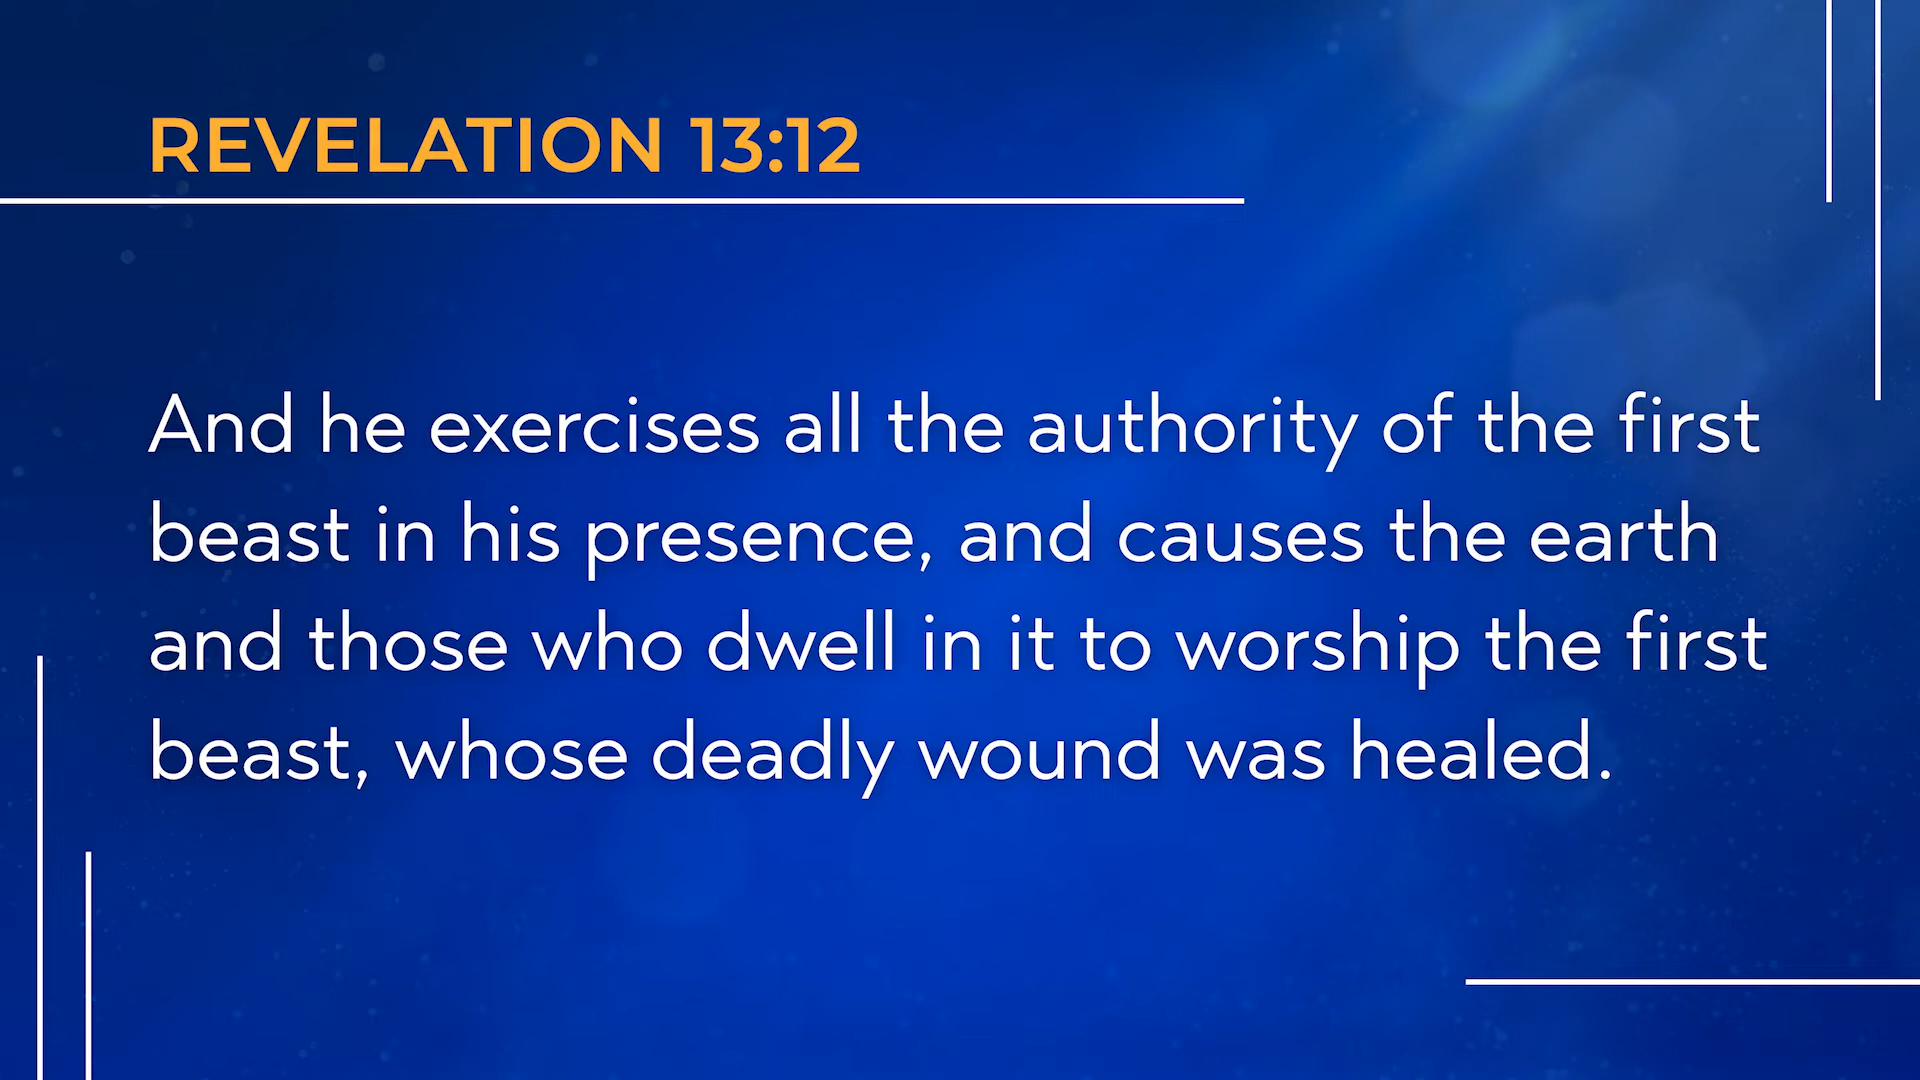 REVELATION 13:12
And he exercises all the authority of the first
beast in his presence, and causes the earth
and those who dwell in it to worship the first
beast, whose deadly wound was healed.